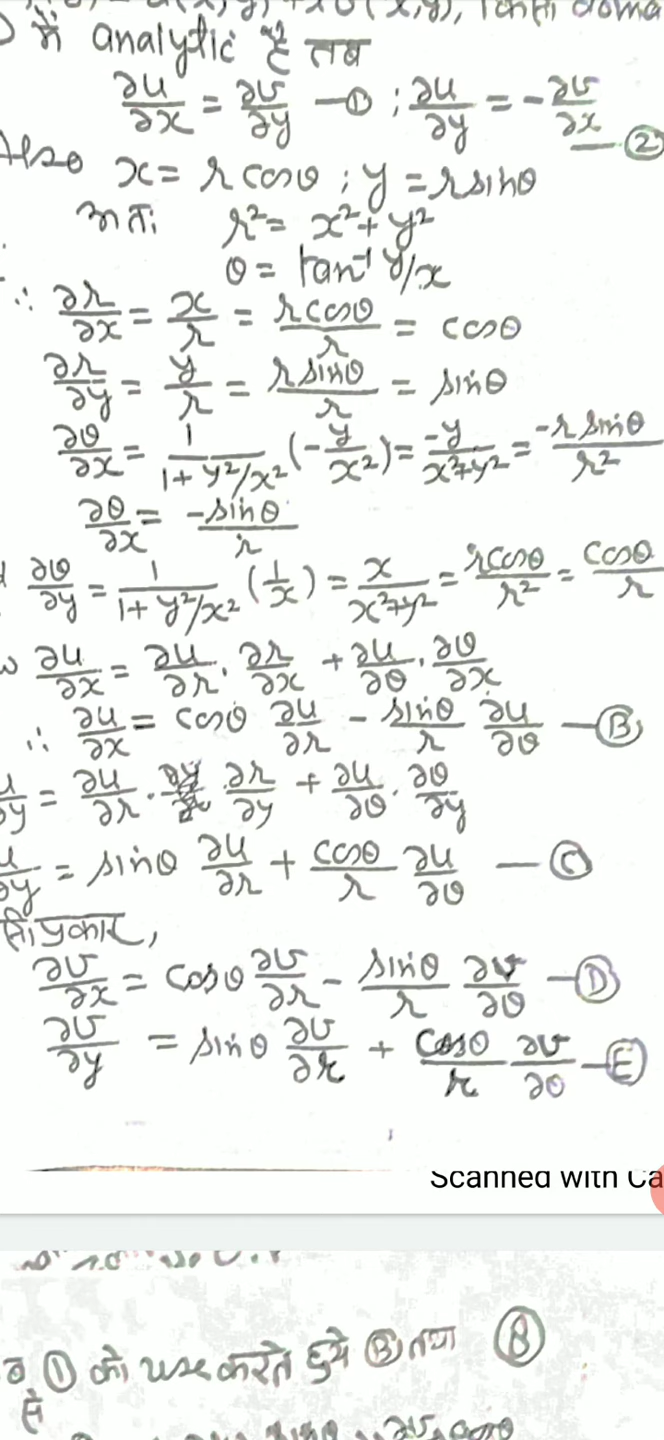 में analytic है तब
∂u/∂x = ∂v/∂y —① ; ∂u/∂y = -∂v/∂x —②
Also x = r cosθ ; y = r sinθ
अतः r² = x² + y²
θ = tan⁻¹ y/x
∴ ∂r/∂x = x/r = r cosθ/r = cosθ
∂r/∂y = y/r = r sinθ/r = sinθ
∂θ/∂x = 1/(1 + y²/x²) (-y/x²) = -y/(x²+y²) = -r sinθ/r²
∂θ/∂x = -sinθ/r
∂θ/∂y = 1/(1 + y²/x²) (1/x) = x/(x²+y²) = r cosθ/r² = cosθ/r
∂u/∂x = ∂u/∂r . ∂r/∂x + ∂u/∂θ . ∂θ/∂x
∴ ∂u/∂x = cosθ ∂u/∂r - sinθ/r ∂u/∂θ —Ⓑ
∂u/∂y = ∂u/∂r . ∂r/∂y + ∂u/∂θ . ∂θ/∂y
∂u/∂y = sinθ ∂u/∂r + cosθ/r ∂u/∂θ —Ⓒ
∂v/∂x = cosθ ∂v/∂r - sinθ/r ∂v/∂θ —Ⓓ
∂v/∂y = sinθ ∂v/∂r + cosθ/r ∂v/∂θ —Ⓔ
Scanned with Ca
① को use करते हुये Ⓑ तथा Ⓑ
से